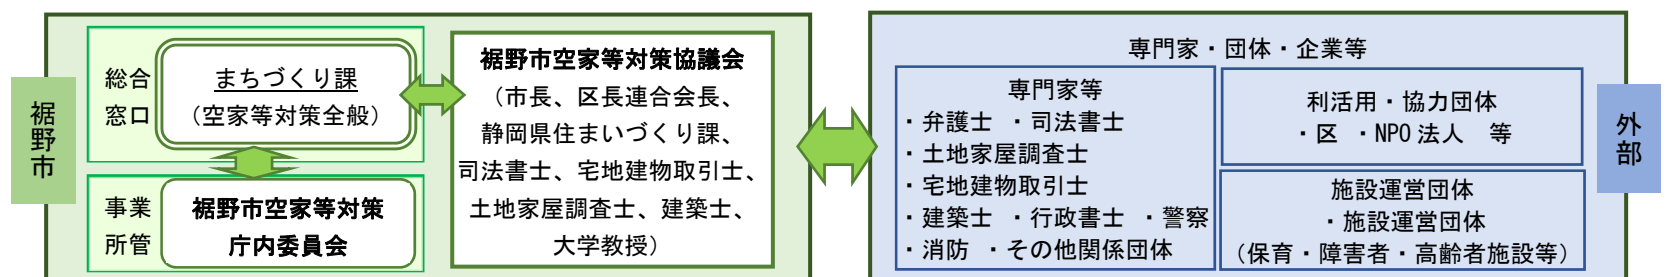 裾野市
総合
窓口
まちづくり課
（空家等対策全般）
事業
所管
裾野市空家等対策
庁内委員会
裾野市空家等対策協議会
（市長、区長連合会長、
静岡県住まいづくり課、
司法書士、宅地建物取引士、
土地家屋調査士、建築士、
大学教授）
専門家・団体・企業等
専門家等
・弁護士　・司法書士
・土地家屋調査士
・宅地建物取引士
・建築士　・行政書士　・警察
・消防　・その他関係団体
利活用・協力団体
・区　・NPO 法人　等
施設運営団体
・施設運営団体
（保育・障害者・高齢者施設等）
外部